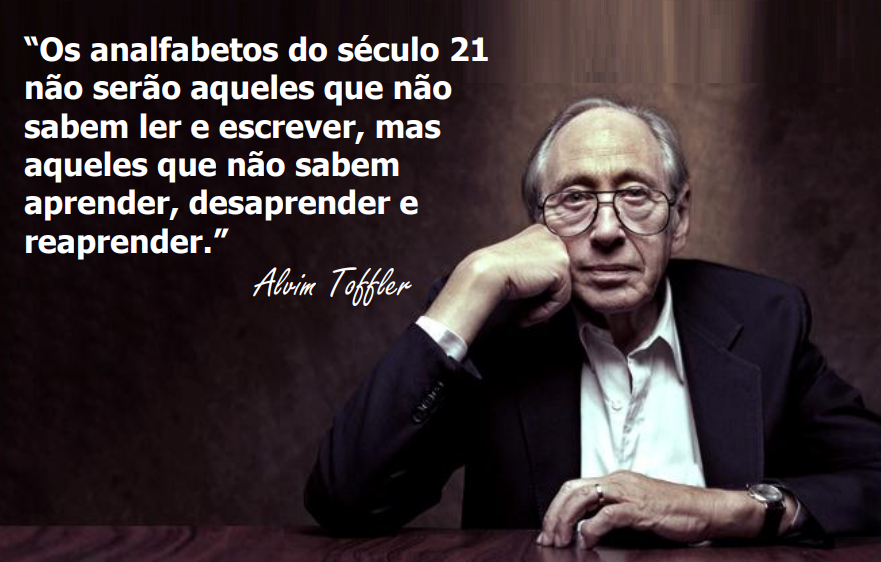 “Os analfabetos do século 21
não serão aqueles que não
sabem ler e escrever, mas
aqueles que não sabem
aprender, desaprender e
reaprender.”
Alvim Toffler